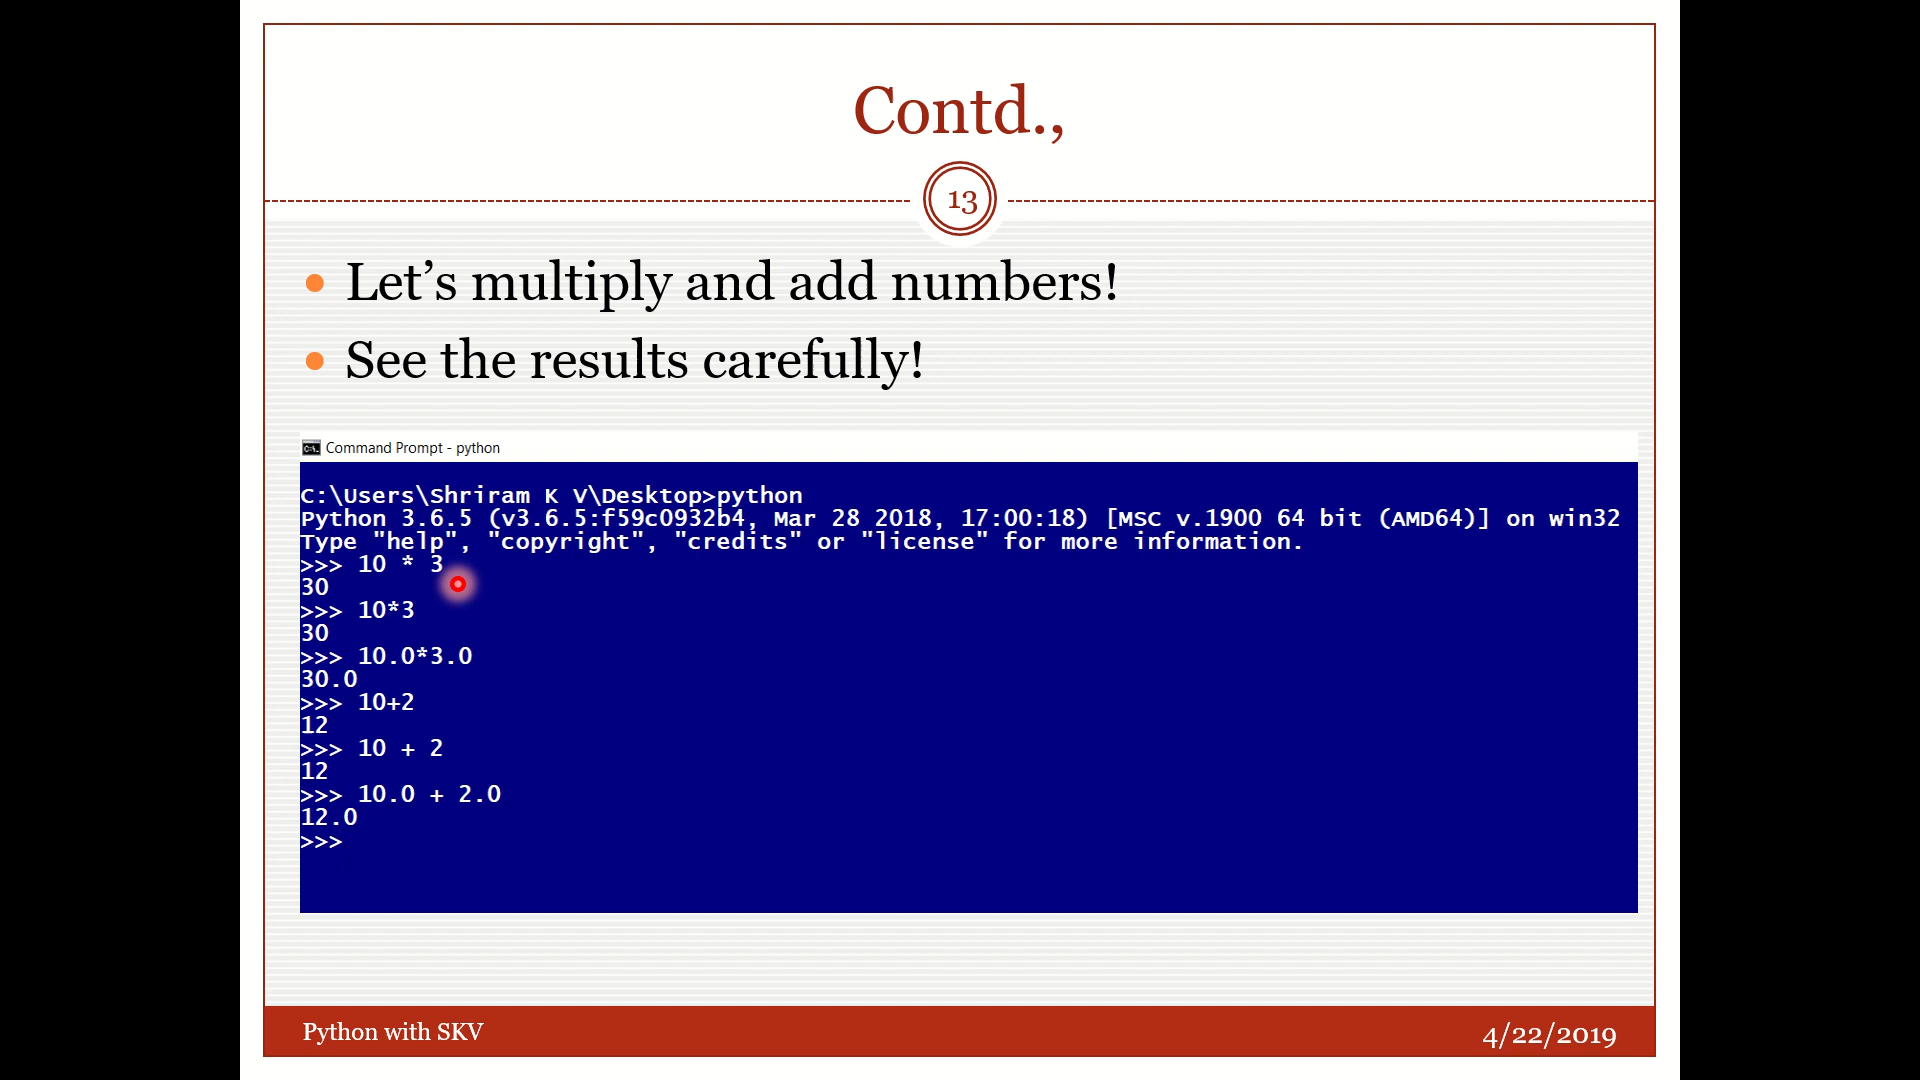 Contd.,
13
Let’s multiply and add numbers!
See the results carefully!
Command Prompt - python
C:\Users\Shriram K V\Desktop>python
Python 3.6.5 (v3.6.5:f59c0932b4, Mar 28 2018, 17:00:18) [MSC v.1900 64 bit (AMD64)] on win32
Type "help", "copyright", "credits" or "license" for more information.
>>> 10 * 3
30
>>> 10*3
30
>>> 10.0*3.0
30.0
>>> 10+2
12
>>> 10 + 2
12
>>> 10.0 + 2.0
12.0
>>>
Python with SKV
4/22/2019